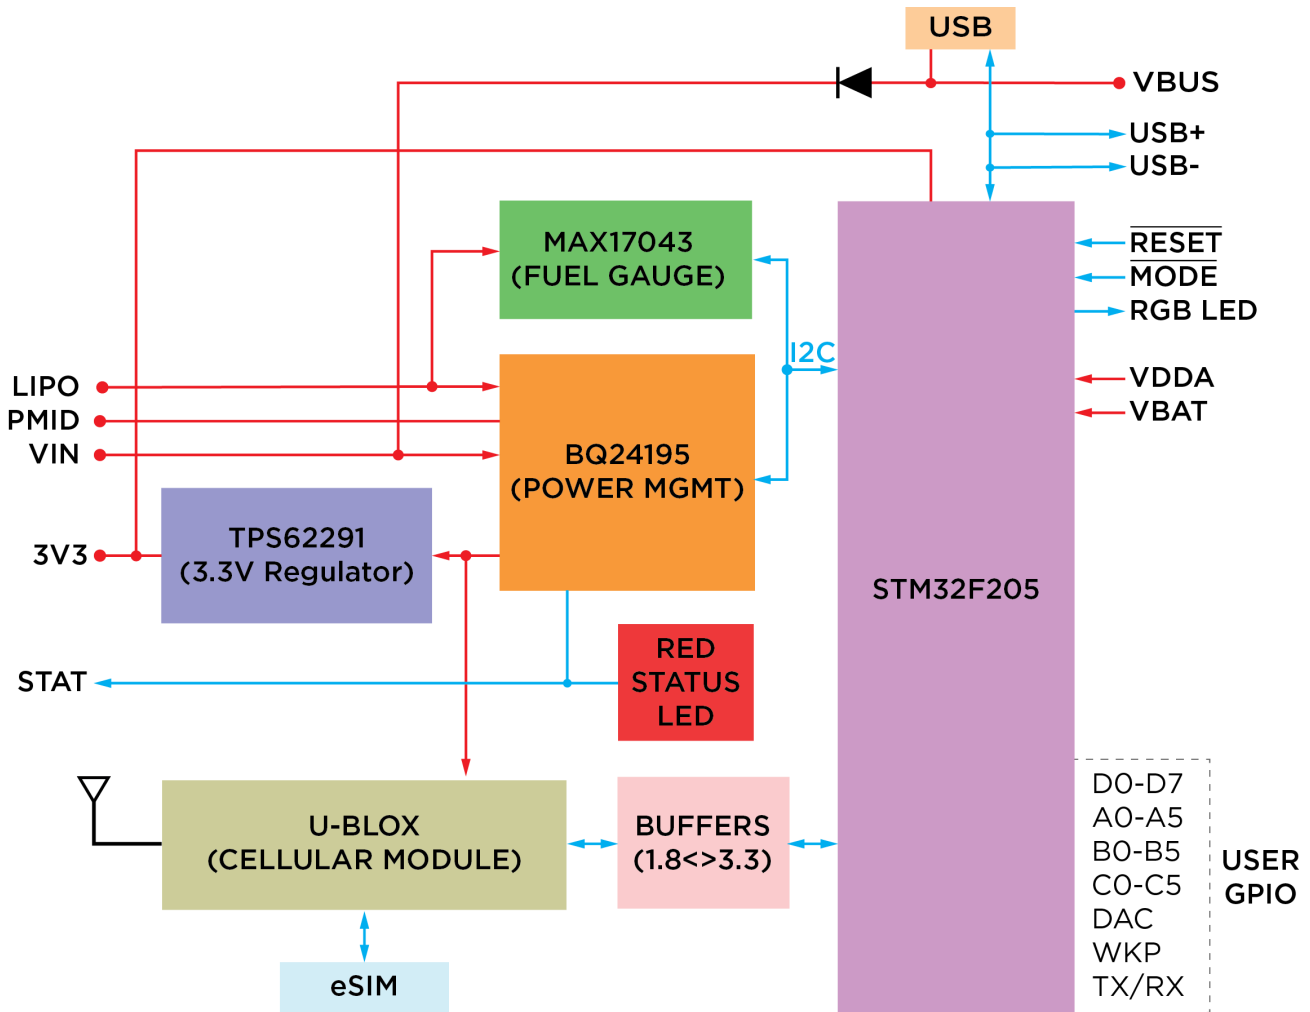 USB
VBUS
USB+
USB-
MAX17043
(FUEL GAUGE)
RESET
MODE
RGB LED
I2C
LIPO
PMID
VIN
BQ24195
(POWER MGMT)
VDDA
VBAT
3V3
TPS62291
(3.3V Regulator)
STM32F205
STAT
RED
STATUS
LED
U-BLOX
(CELLULAR MODULE)
BUFFERS
(1.8<>3.3)
D0-D7
A0-A5
B0-B5
C0-C5
DAC
WKP
TX/RX
USER
GPIO
eSIM